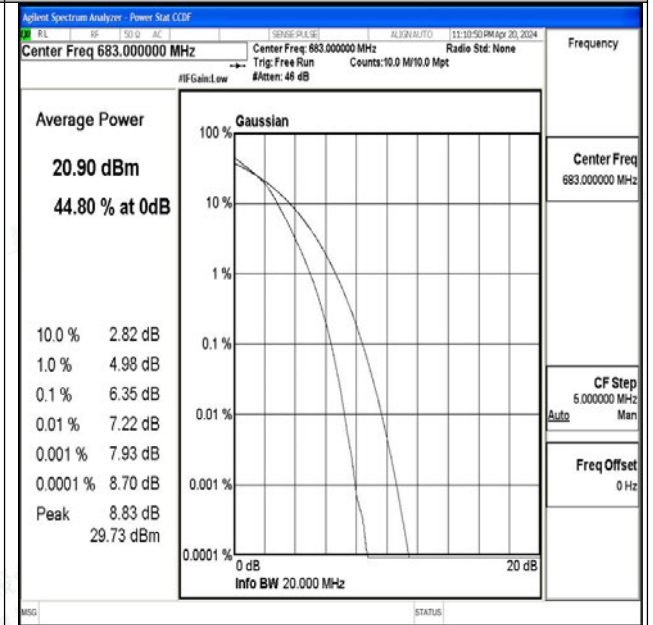 Agilent Spectrum Analyzer - Power Stat CCDF
RL RF 50 Ω AC SENSE:PULSE ALIGN AUTO 11:10:50 PM Apr 20, 2024
Center Freq 683.000000 MHz
Center Freq: 683.000000 MHz Radio Std: None
Trig: Free Run Counts:10.0 M/10.0 Mpt
#IFGain:Low #Atten: 46 dB
Frequency
Average Power
20.90 dBm
44.80 % at 0dB
10.0 % 2.82 dB
1.0 % 4.98 dB
0.1 % 6.35 dB
0.01 % 7.22 dB
0.001 % 7.93 dB
0.0001 % 8.70 dB
Peak 8.83 dB
29.73 dBm
Gaussian
100 %
10 %
1 %
0.1 %
0.01 %
0.001 %
0.0001 %
0 dB 20 dB
Info BW 20.000 MHz
Center Freq
683.000000 MHz
CF Step
5.000000 MHz
Auto Man
Freq Offset
0 Hz
MSG STATUS